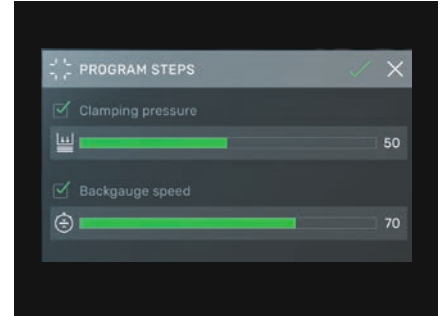 PROGRAM STEPS
Clamping pressure
50
Backgauge speed
70